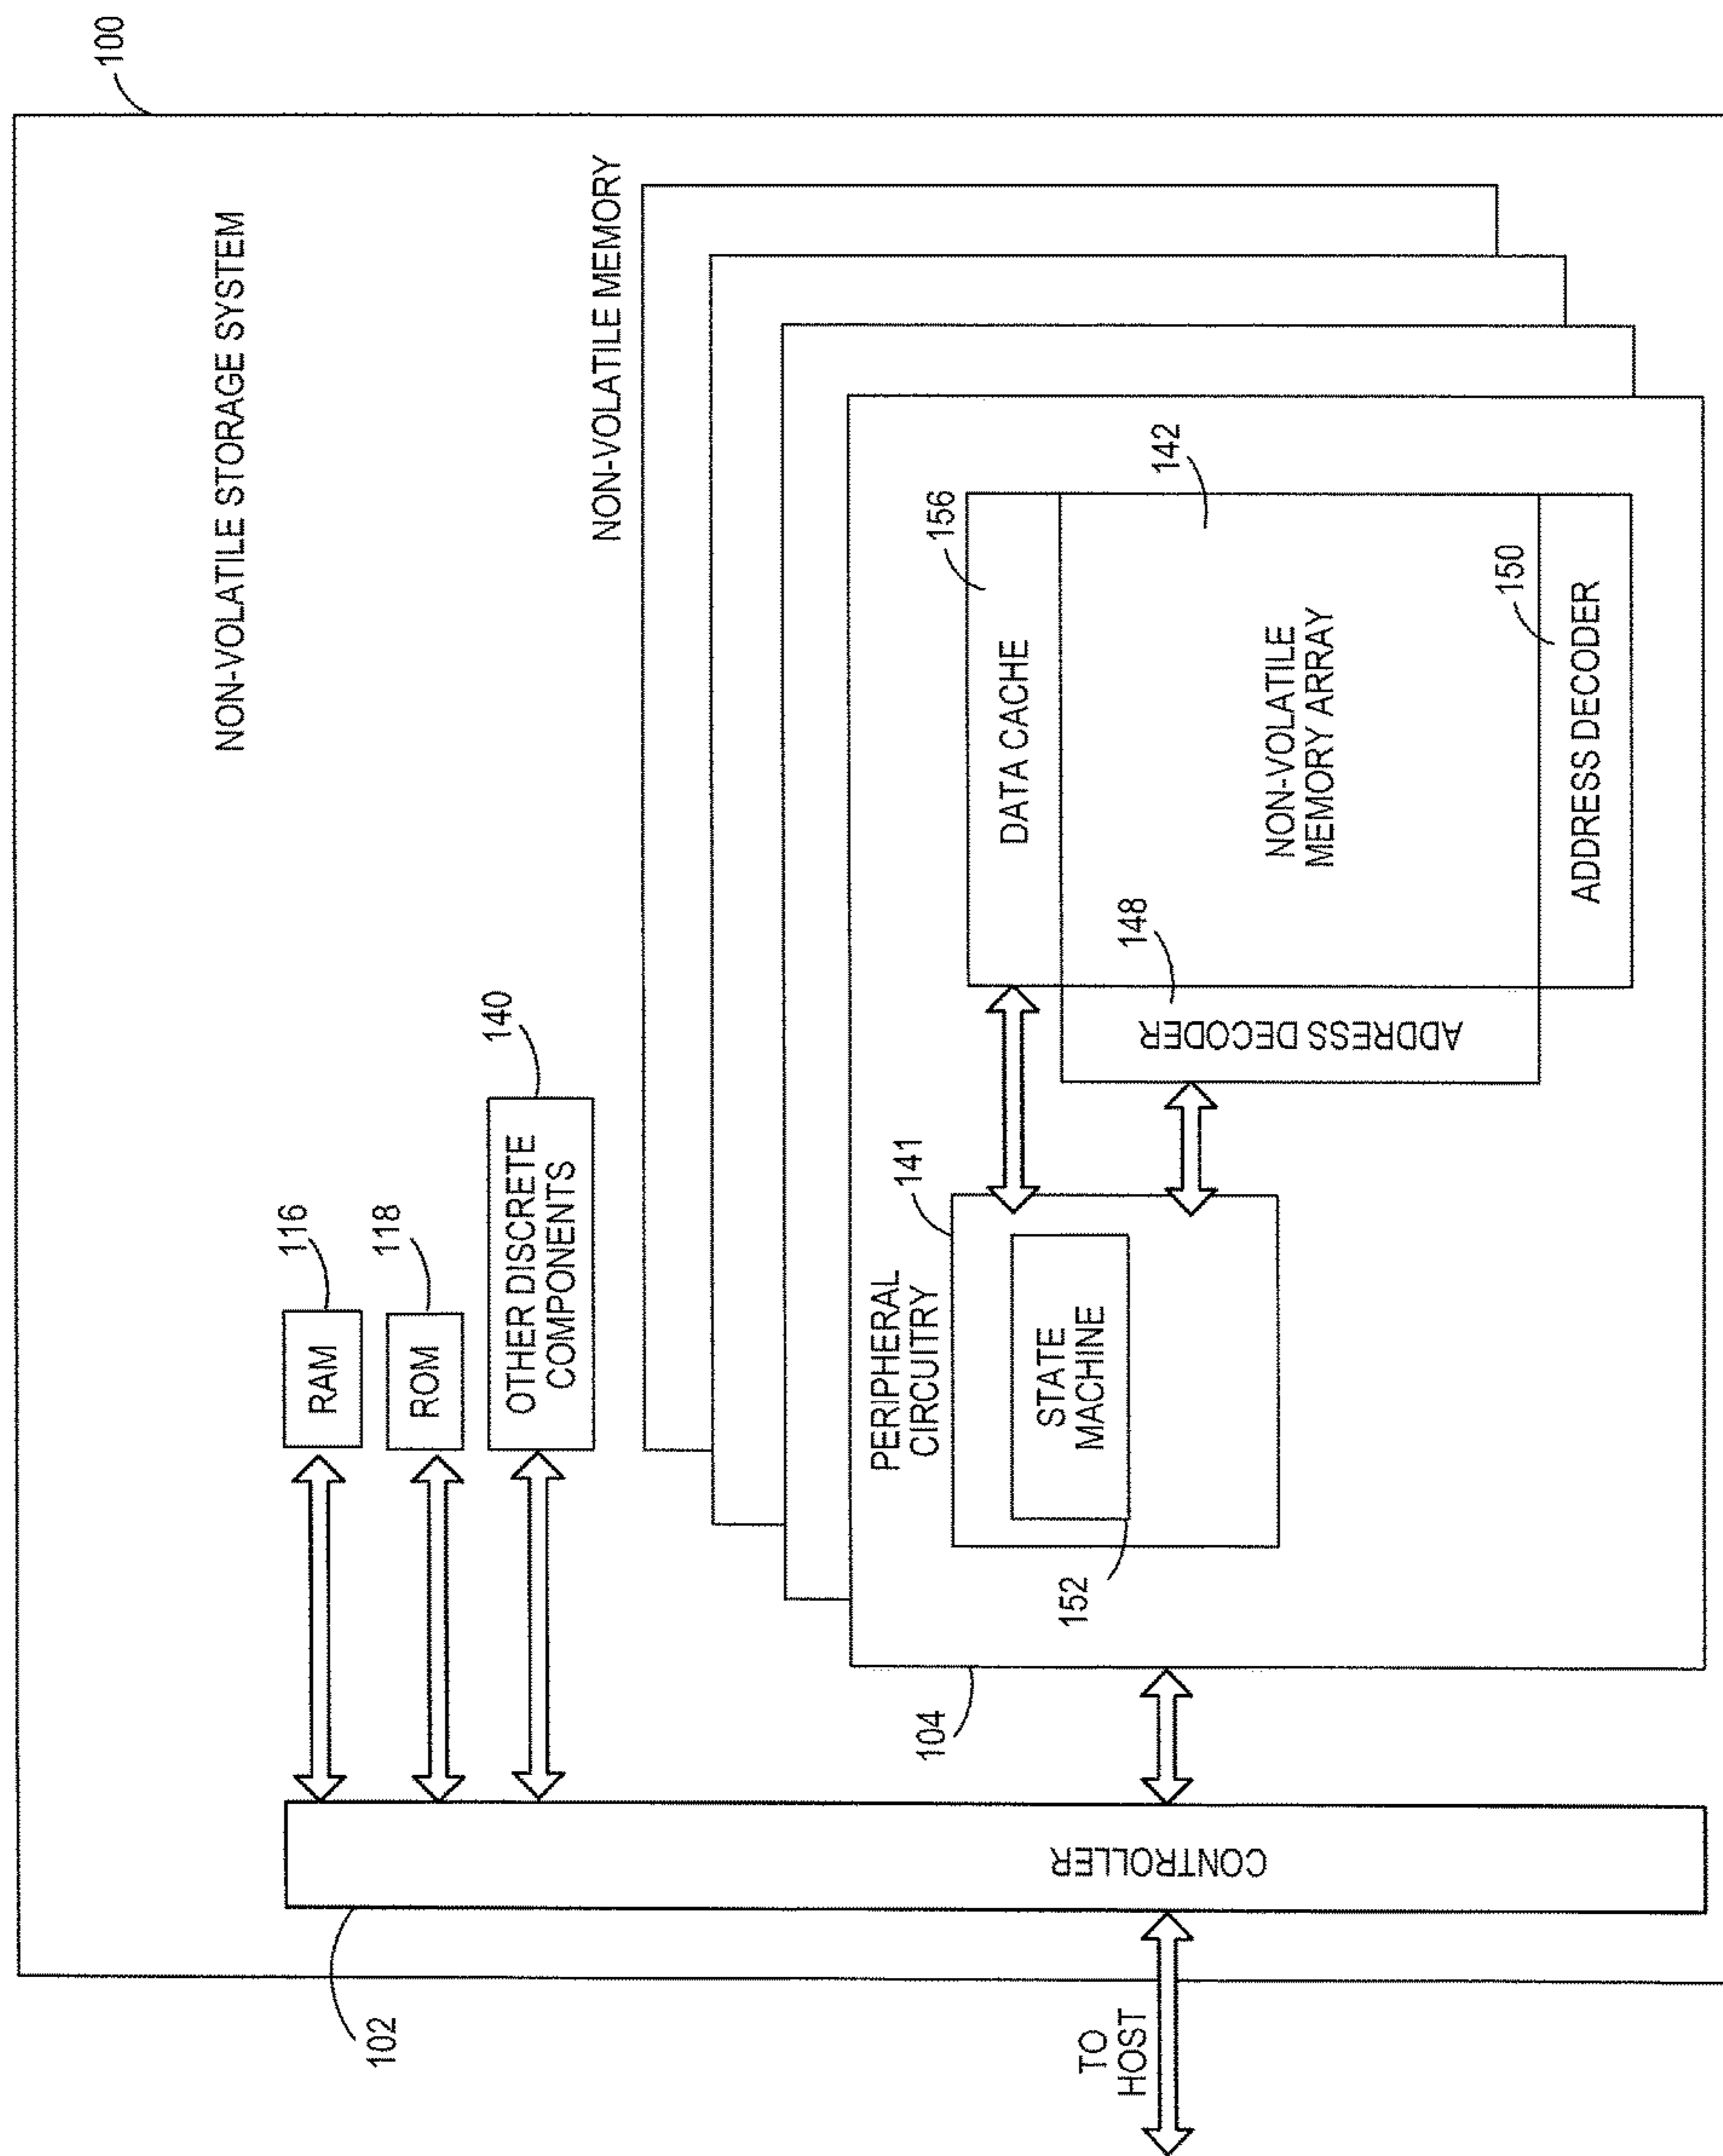 100
NON-VOLATILE STORAGE SYSTEM
116
RAM
118
ROM
140
OTHER DISCRETE
COMPONENTS
NON-VOLATILE MEMORY
102
CONTROLLER
TO
HOST
104
PERIPHERAL
CIRCUITRY
141
STATE
MACHINE
152
156
DATA CACHE
148
ADDRESS DECODER
142
NON-VOLATILE
MEMORY ARRAY
150
ADDRESS DECODER